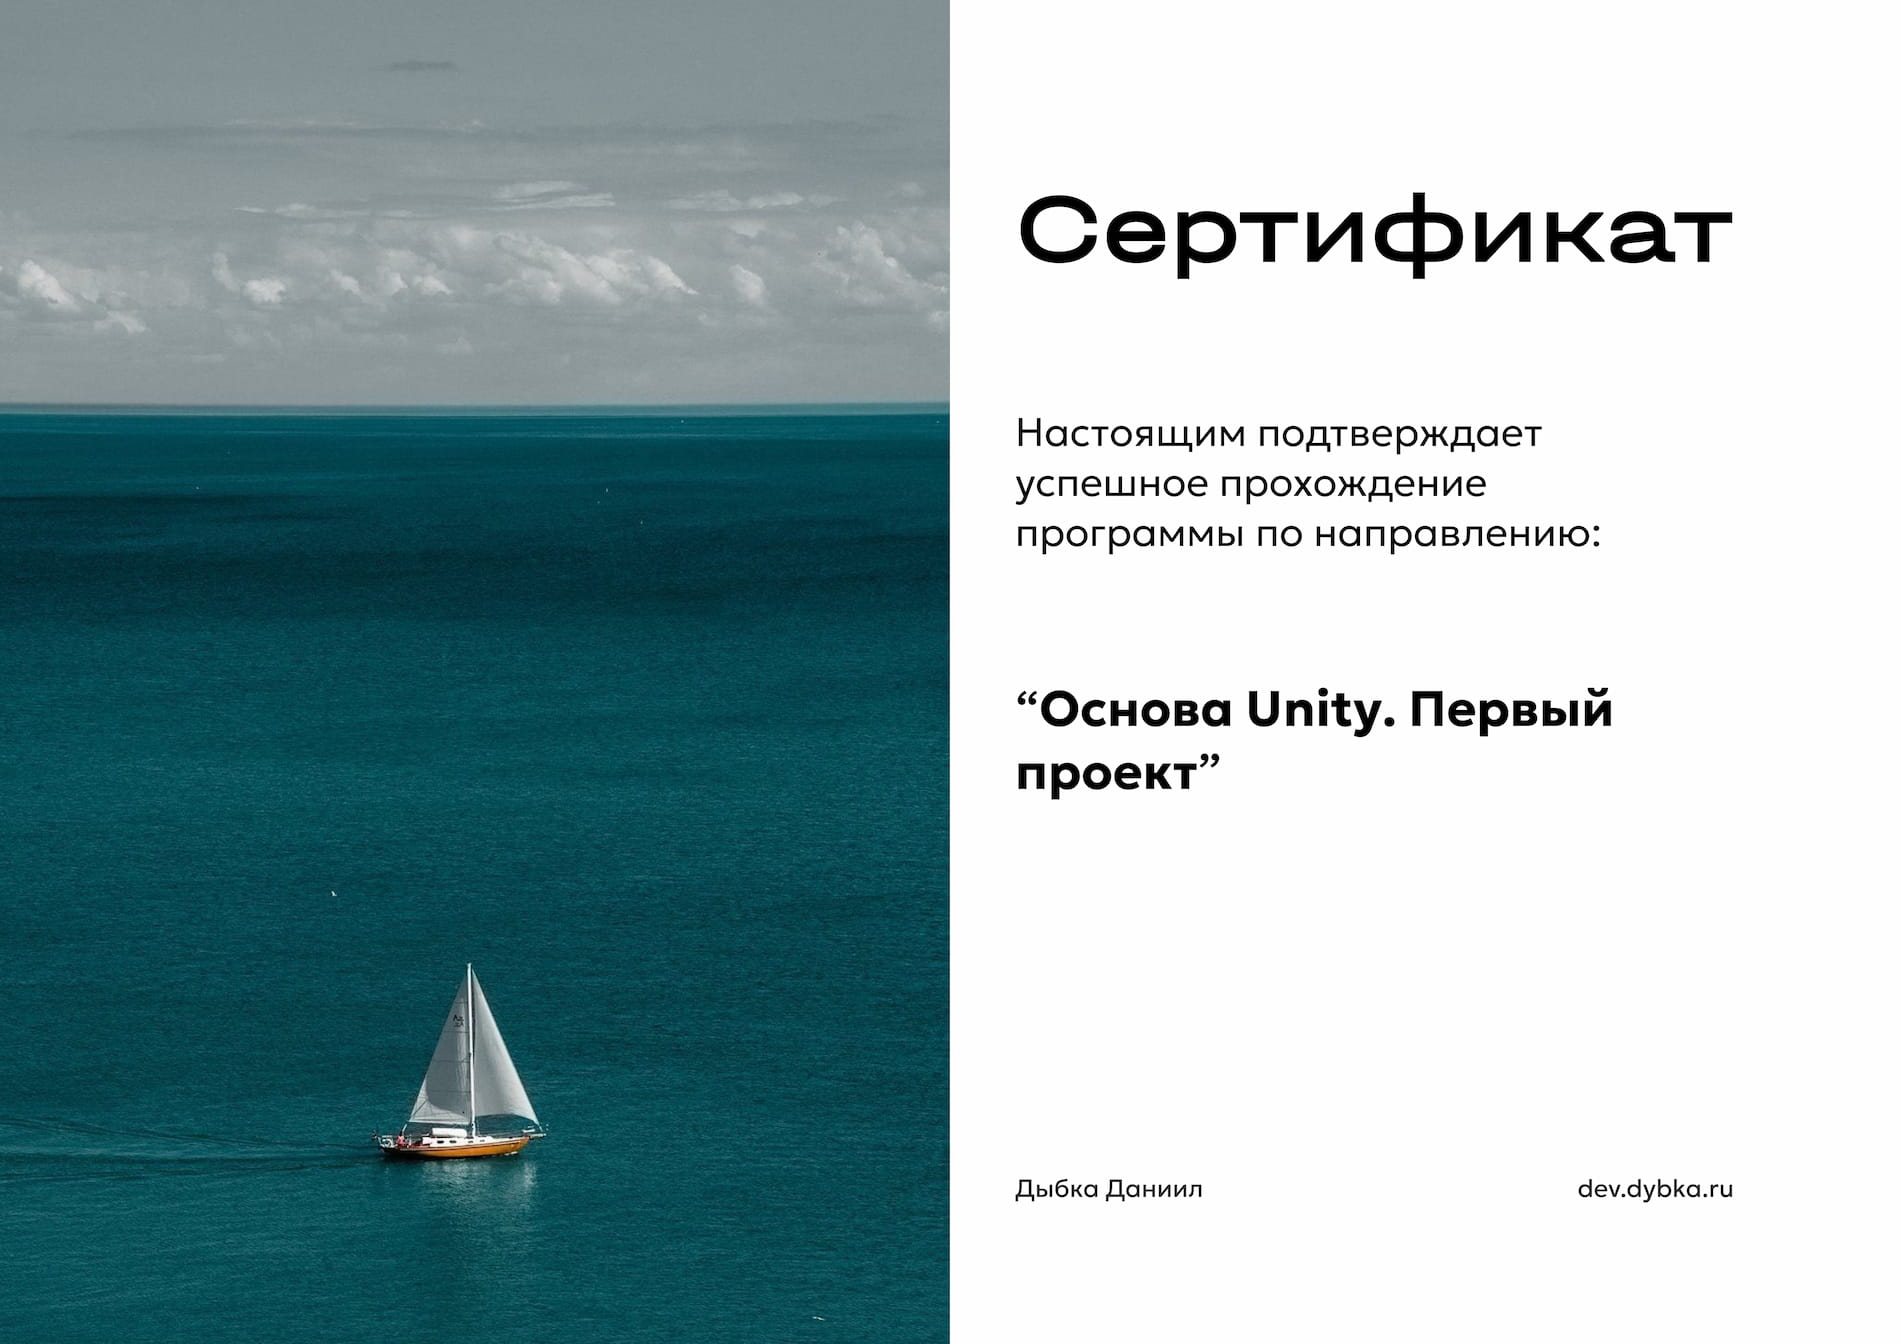 Сертификат
Настоящим подтверждает
успешное прохождение
программы по направлению:
“Основа Unity. Первый
проект”
Дыбка Даниил
dev.dybka.ru